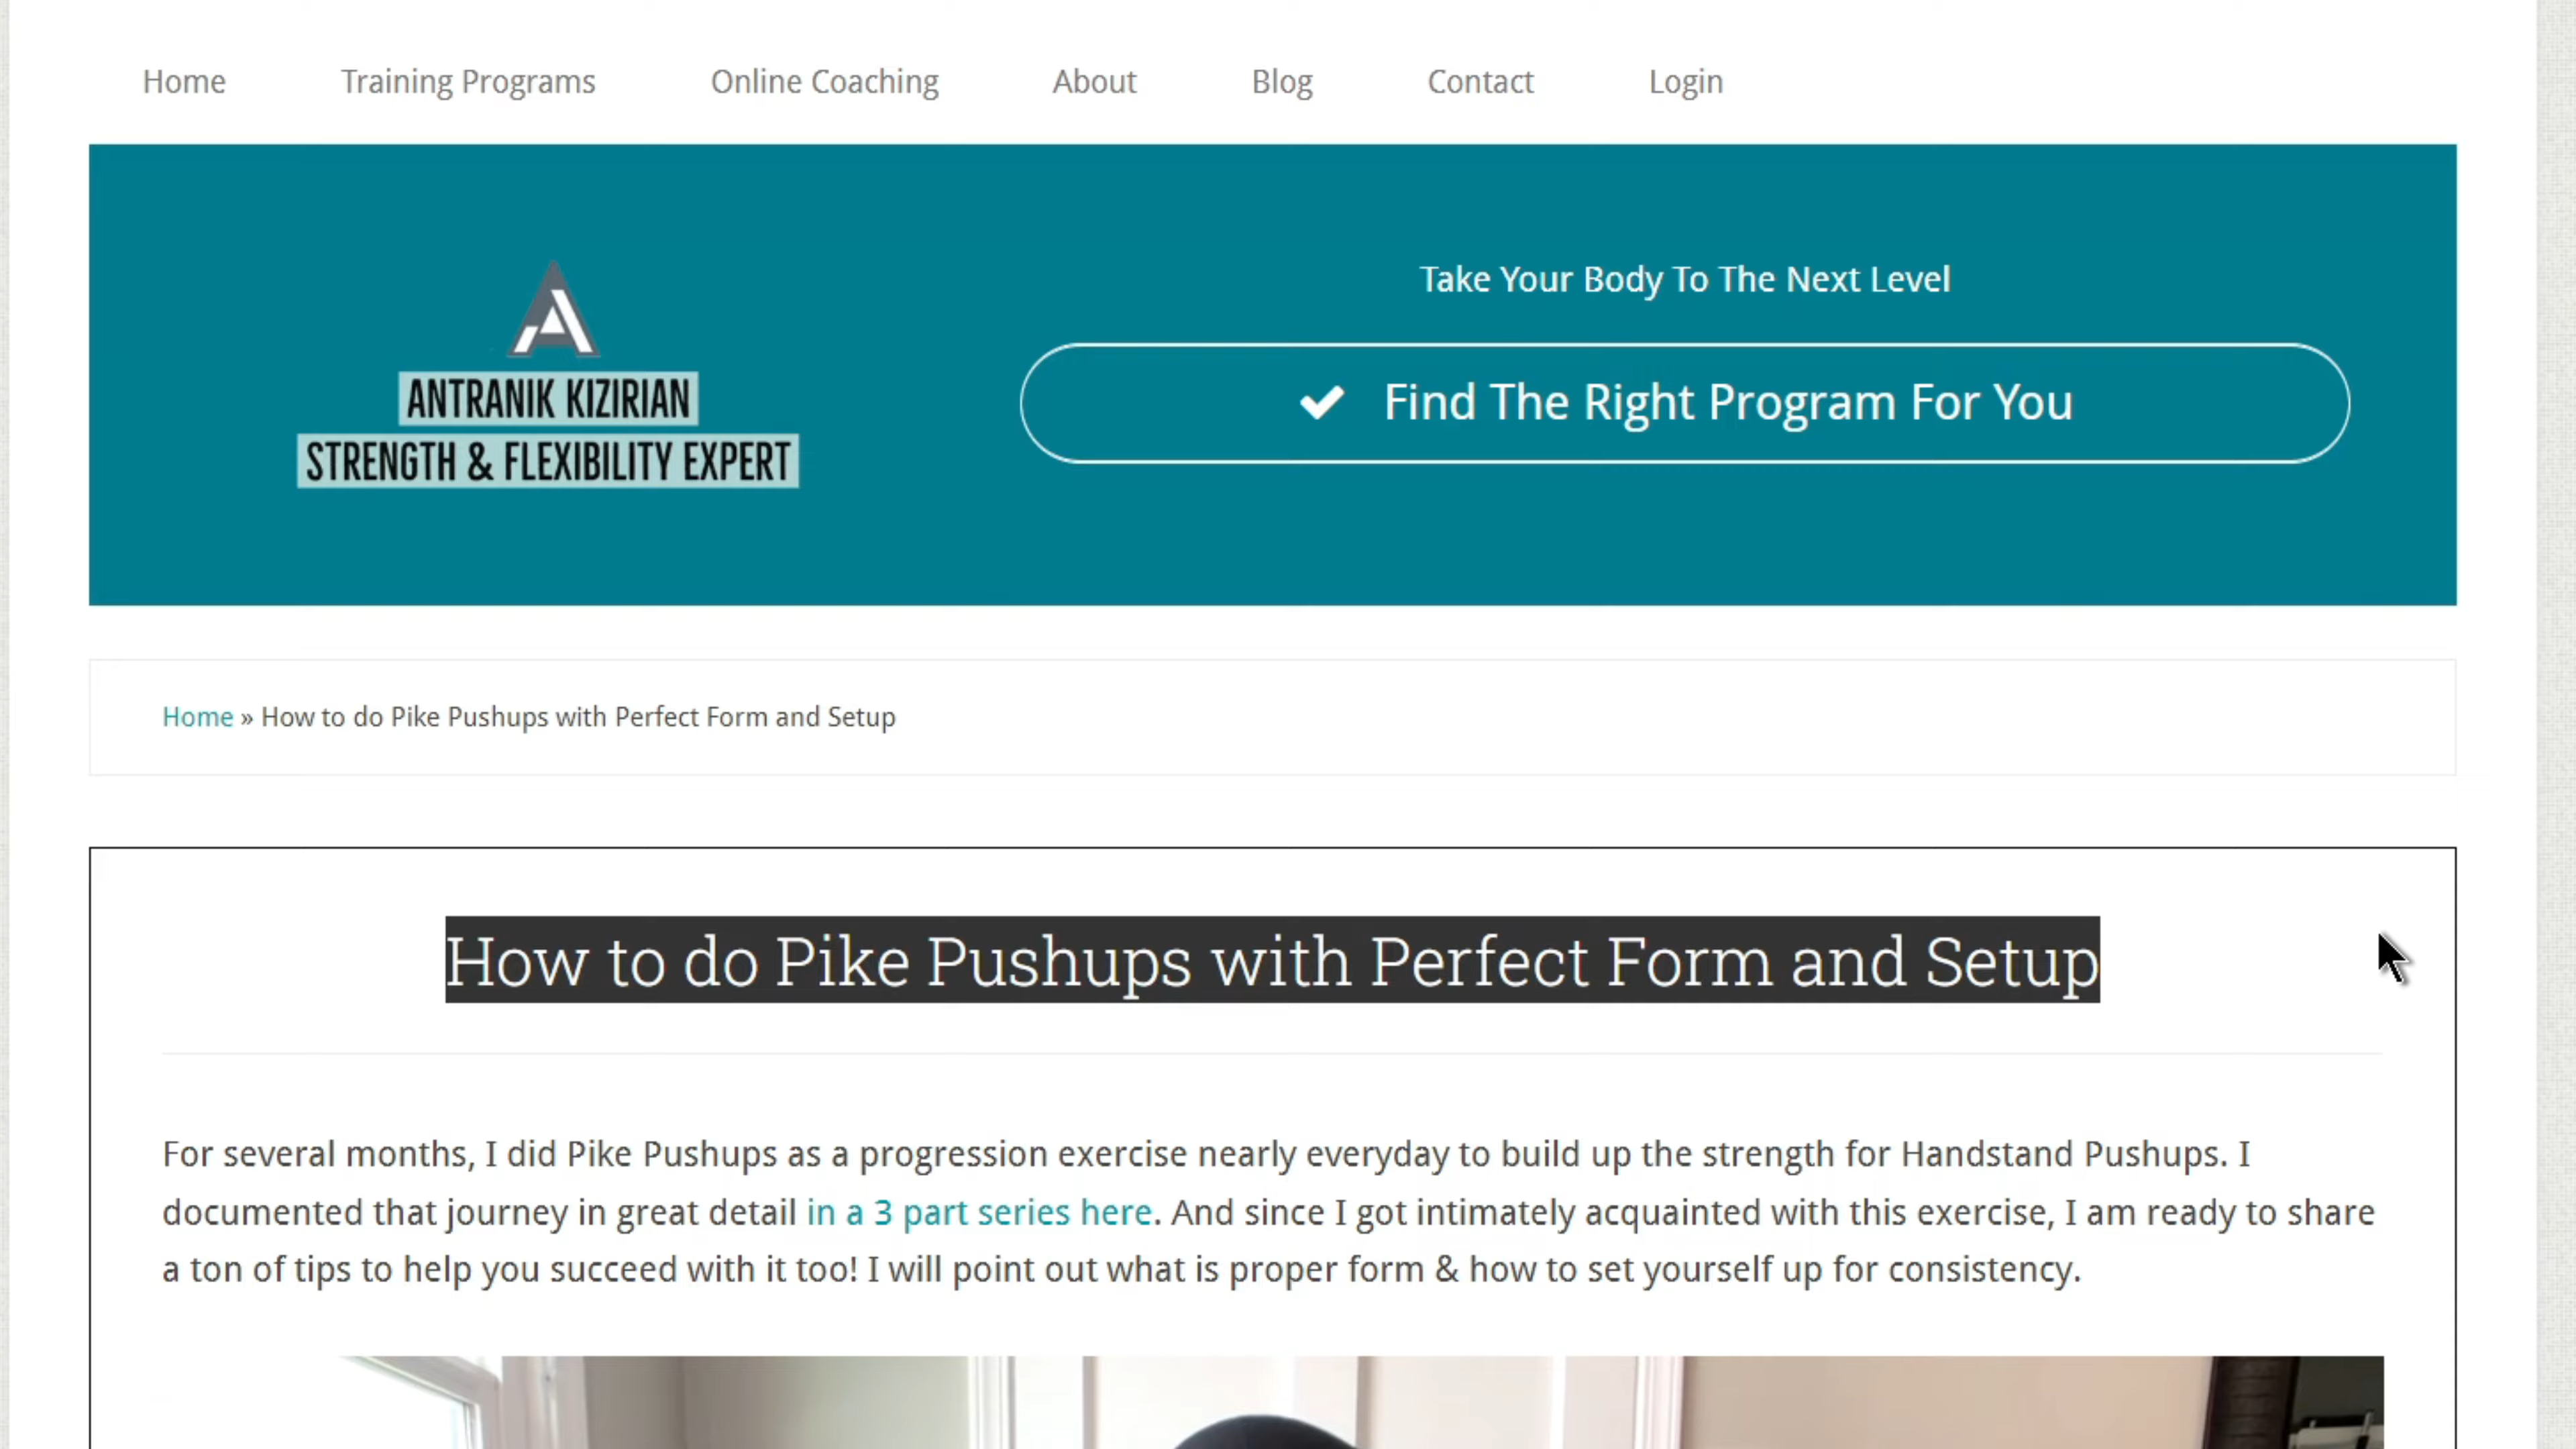 Home
Training Programs
Online Coaching
About
Blog
Contact
Login
ANTRANIK KIZIRIAN
STRENGTH & FLEXIBILITY EXPERT
Take Your Body To The Next Level
Find The Right Program For You
Home » How to do Pike Pushups with Perfect Form and Setup
How to do Pike Pushups with Perfect Form and Setup
For several months, I did Pike Pushups as a progression exercise nearly everyday to build up the strength for Handstand Pushups. I
documented that journey in great detail in a 3 part series here. And since I got intimately acquainted with this exercise, I am ready to share
a ton of tips to help you succeed with it too! I will point out what is proper form & how to set yourself up for consistency.